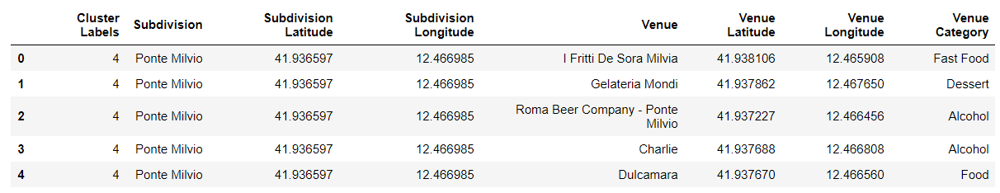 Cluster Labels Subdivision Subdivision Latitude Subdivision Longitude Venue Venue Latitude Venue Longitude Venue Category
0 4 Ponte Milvio 41.936597 12.466985 I Fritti De Sora Milvia 41.938106 12.465908 Fast Food
1 4 Ponte Milvio 41.936597 12.466985 Gelateria Mondi 41.937862 12.467650 Dessert
2 4 Ponte Milvio 41.936597 12.466985 Roma Beer Company - Ponte Milvio 41.937227 12.466456 Alcohol
3 4 Ponte Milvio 41.936597 12.466985 Charlie 41.937688 12.466808 Alcohol
4 4 Ponte Milvio 41.936597 12.466985 Dulcamara 41.937670 12.466560 Food